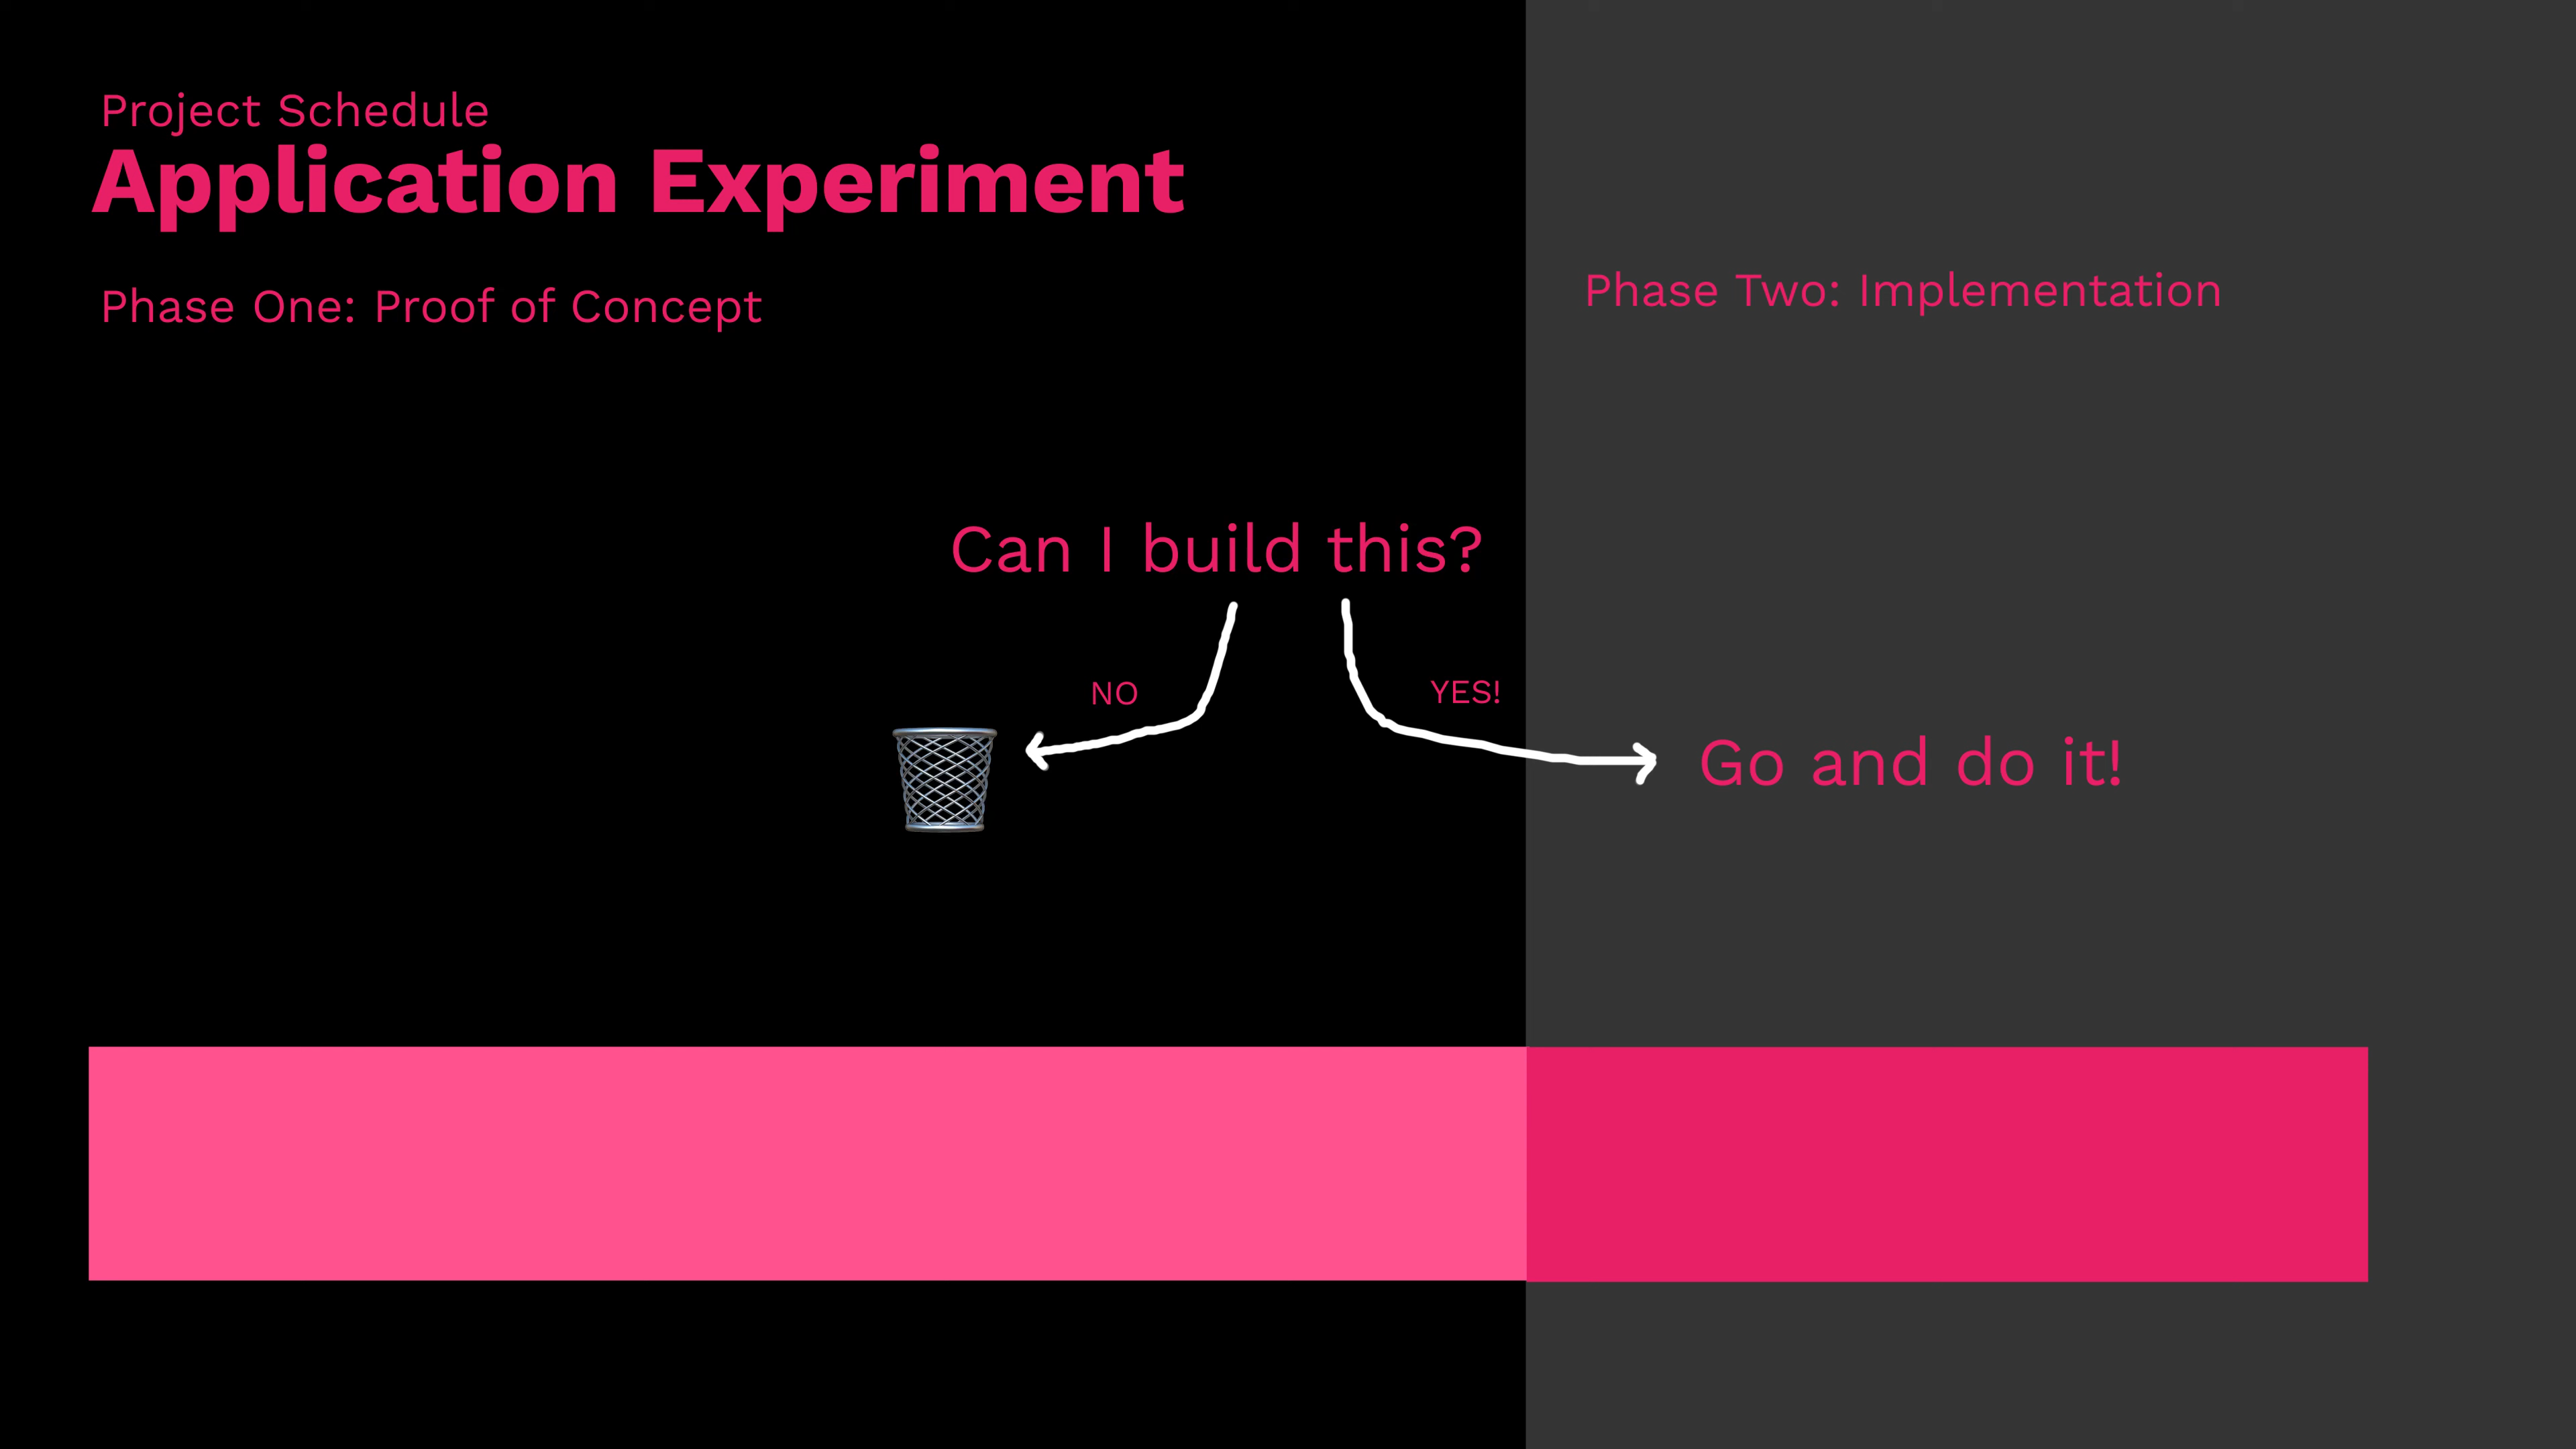 Project Schedule
Application Experiment
Phase One: Proof of Concept
Phase Two: Implementation
Can I build this?
NO
YES!
Go and do it!